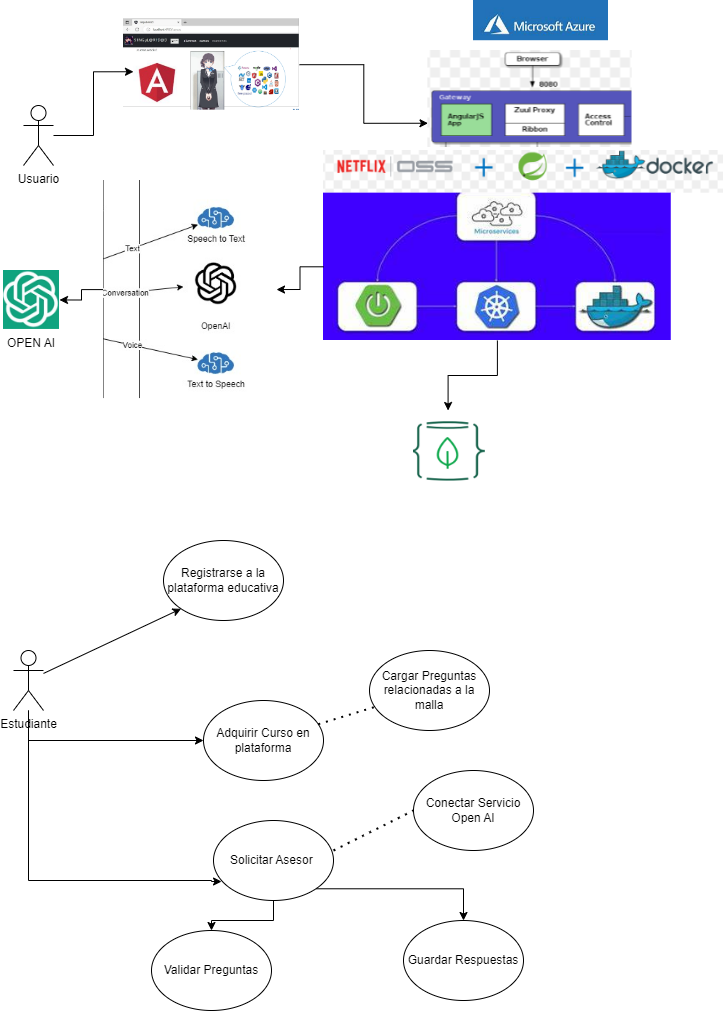 Microsoft Azure
Browser
8080
Gateway
AngularJS
App
Zuul Proxy
Ribbon
Access
Control
Usuario
NETFLIX | OSS + + docker
Microservices
Text
Speech to Text
Conversation
OpenAI
OPEN AI
Voice
Text to Speech
Registrarse a la
plataforma educativa
Estudiante
Cargar Preguntas
relacionadas a la
malla
Adquirir Curso en
plataforma
Conectar Servicio
Open AI
Solicitar Asesor
Validar Preguntas
Guardar Respuestas